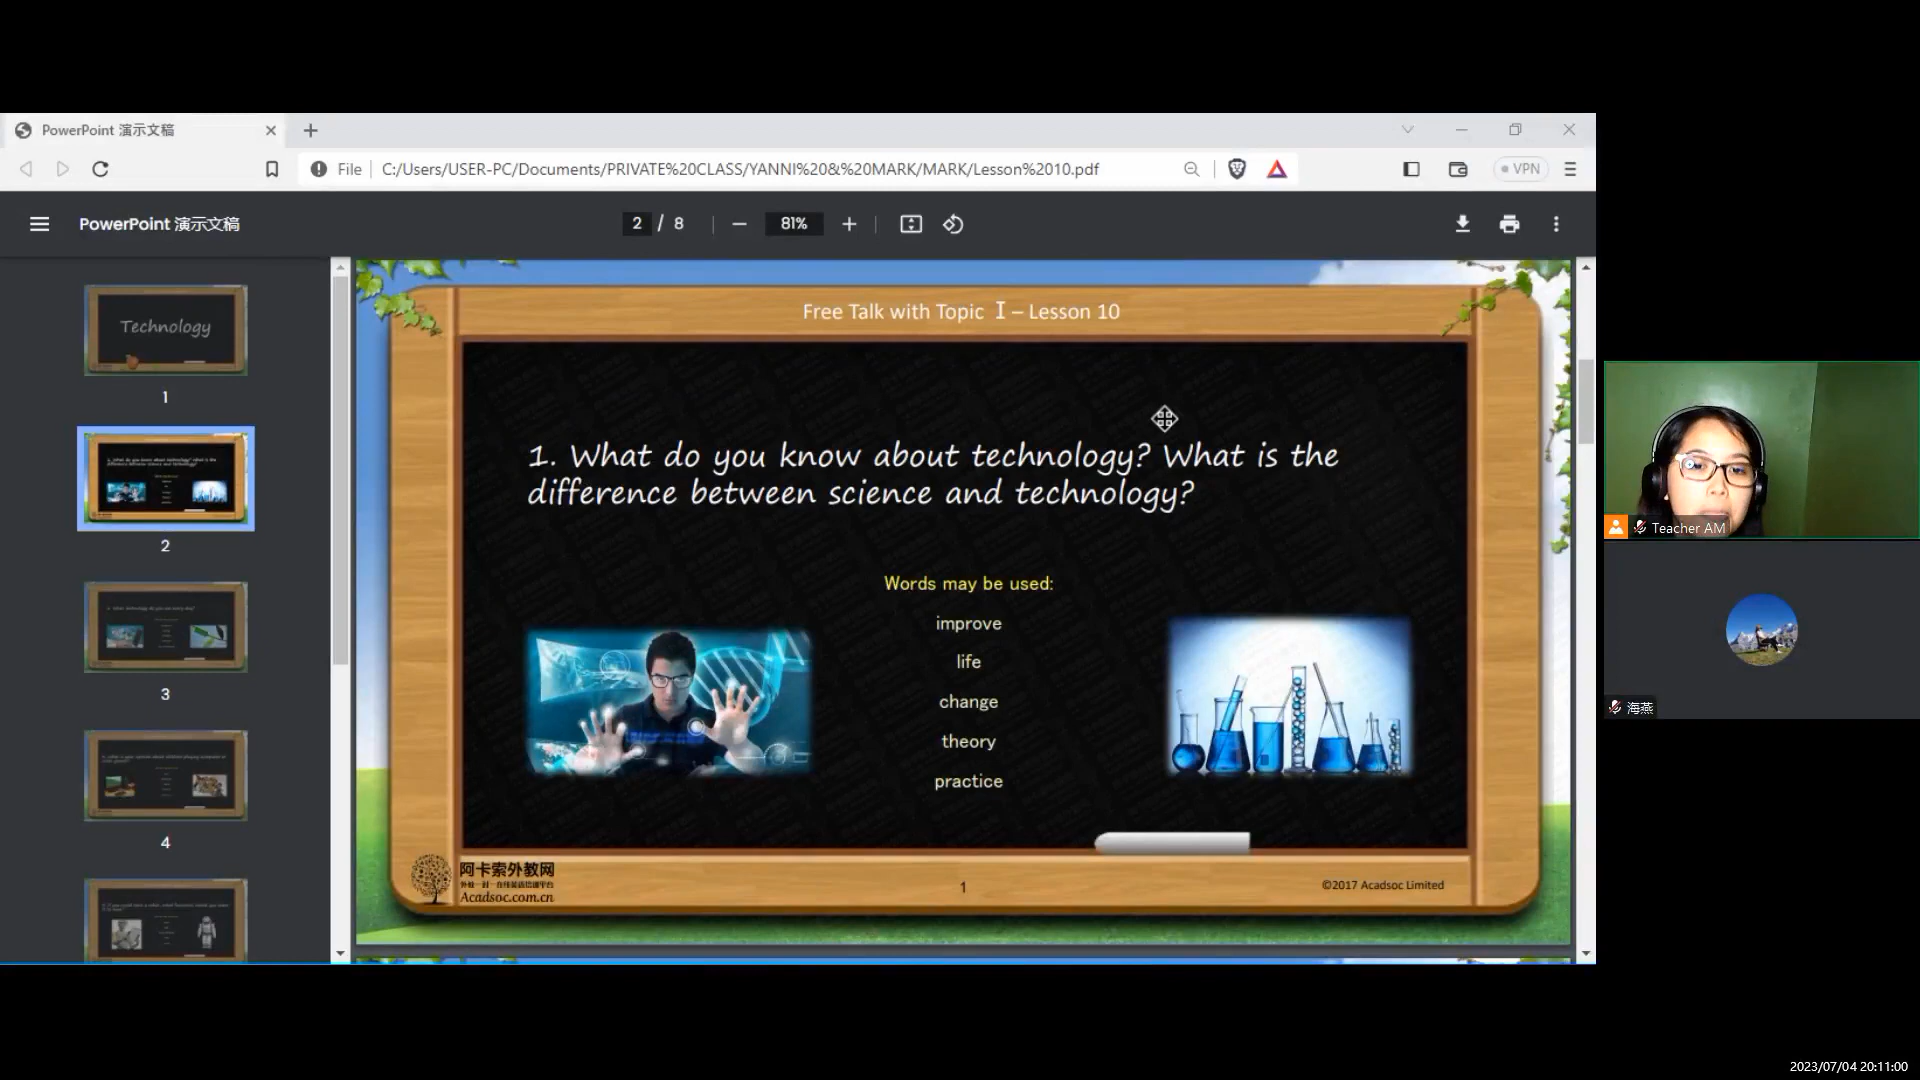 PowerPoint 演示文稿
File
C:/Users/USER-PC/Documents/PRIVATE%20CLASS/YANNI%20&%20MARK/MARK/Lesson%2010.pdf
VPN
PowerPoint 演示文稿
2 / 8
81%
Technology
1
2
3
4
Free Talk with Topic Ⅰ – Lesson 10
1. What do you know about technology? What is the
difference between science and technology?
Words may be used:
improve
life
change
theory
practice
阿卡索外教网
Acadsoc.com.cn
1
©2017 Acadsoc Limited
Teacher AM
海燕
2023/07/04 20:11:00